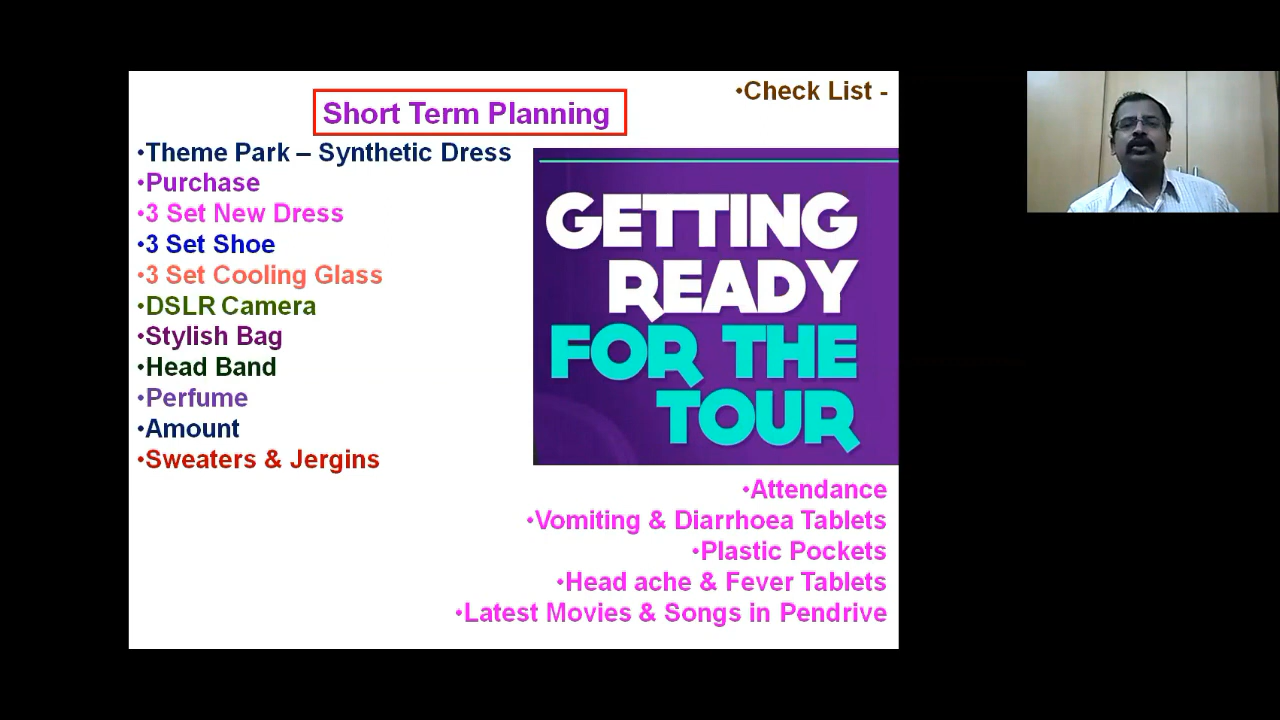 •Check List -
Short Term Planning
•Theme Park – Synthetic Dress
•Purchase
•3 Set New Dress
•3 Set Shoe
•3 Set Cooling Glass
•DSLR Camera
•Stylish Bag
•Head Band
•Perfume
•Amount
•Sweaters & Jergins
GETTING
READY
FOR THE
TOUR
•Attendance
•Vomiting & Diarrhoea Tablets
•Plastic Pockets
•Head ache & Fever Tablets
•Latest Movies & Songs in Pendrive